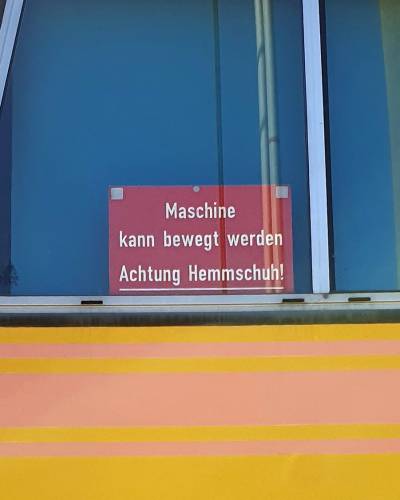 Maschine
kann bewegt werden
Achtung Hemmschuh!